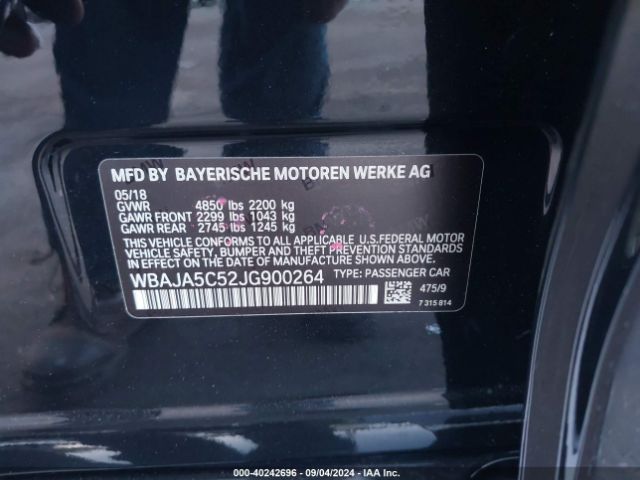 MFD BY BAYERISCHE MOTOREN WERKE AG
05/18
GVWR 4850 lbs 2200 kg
GAWR FRONT 2299 lbs 1043 kg
GAWR REAR 2745 lbs 1245 kg
THIS VEHICLE CONFORMS TO ALL APPLICABLE U.S.FEDERAL MOTOR
VEHICLE SAFETY, BUMPER AND THEFT PREVENTION STANDARDS
IN EFFECT ON THE DATE OF MANUFACTURE SHOWN ABOVE.
WBAJA5C52JG900264 TYPE: PASSENGER CAR
475/9
7 315 814
000-40242696 - 09/04/2024 - IAA Inc.